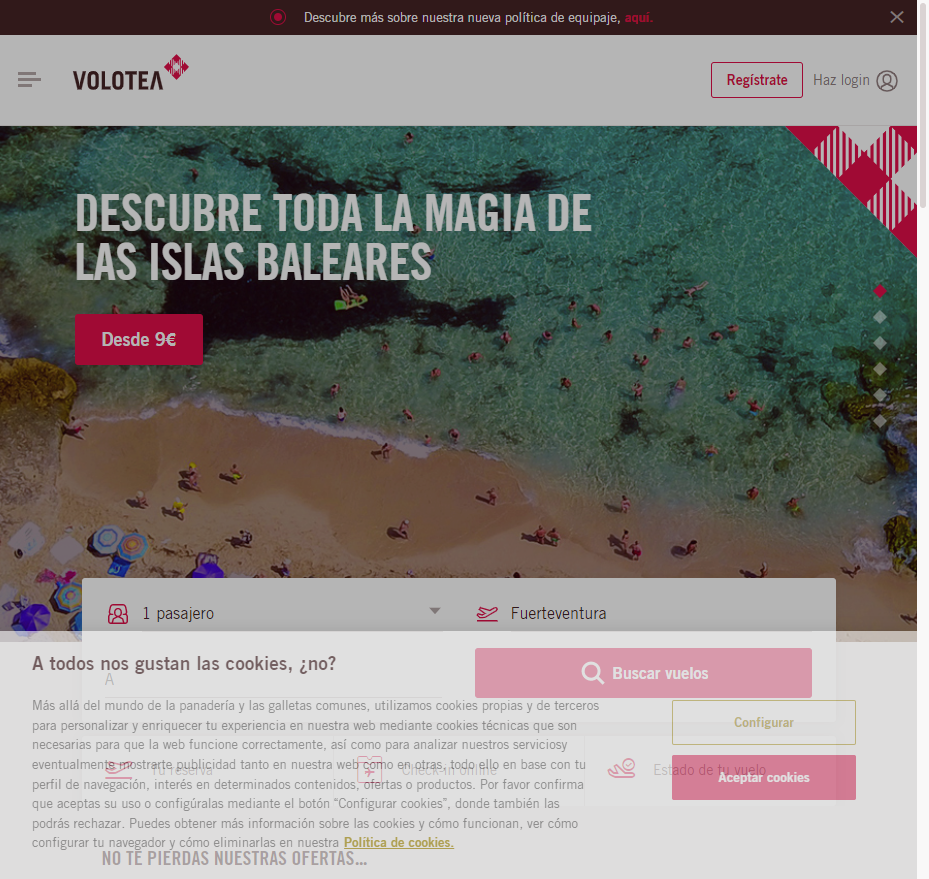 Descubre más sobre nuestra nueva política de equipaje, aquí.
VOLOTEA
Regístrate
Haz login
DESCUBRE TODA LA MAGIA DE
LAS ISLAS BALEARES
Desde 9€
1 pasajero
Fuerteventura
A
Buscar vuelos
A todos nos gustan las cookies, ¿no?
Más allá del mundo de la panadería y las galletas comunes, utilizamos cookies propias y de terceros
para personalizar y enriquecer tu experiencia en nuestra web mediante cookies técnicas que son
necesarias para que la web funcione correctamente, así como para analizar nuestros serviciosy
eventualmente mostrarte publicidad tanto en nuestra web como en otras, todo ello en base con tu
perfil de navegación, interés en determinados contenidos, ofertas o productos. Por favor confirma
que aceptas su uso o configúralas mediante el botón “Configurar cookies”, donde también las
podrás rechazar. Puedes obtener más información sobre las cookies y cómo funcionan, ver cómo
configurar tu navegador y cómo eliminarlas en nuestra Política de cookies.
Configurar
Aceptar cookies
Tu reserva
Check-in online
Estado de tu vuelo
NO TE PIERDAS NUESTRAS OFERTAS...